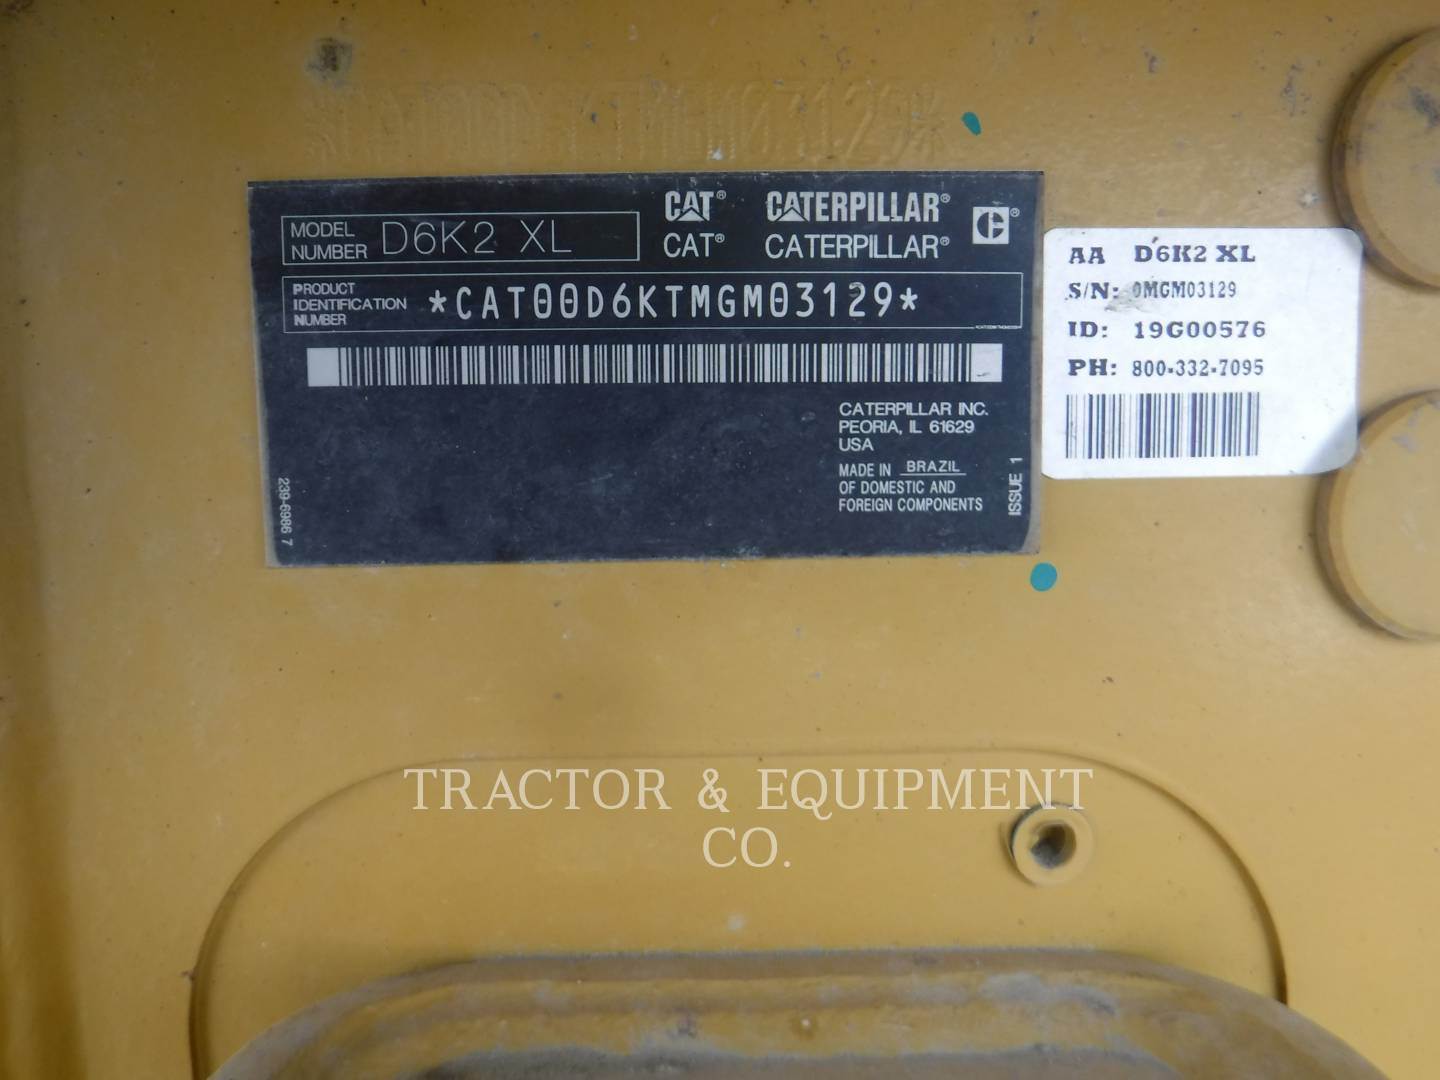 MODEL
NUMBER D6K2 XL
CAT® CATERPILLAR®
CAT® CATERPILLAR®
PRODUCT
IDENTIFICATION
NUMBER
*CAT00D6KTMGM03129*
CATERPILLAR INC.
PEORIA, IL 61629
USA
MADE IN BRAZIL
OF DOMESTIC AND
FOREIGN COMPONENTS
ISSUE 1
239-6986 7
AA D6K2 XL
S/N: 0MGM03129
ID: 19G00576
PH: 800-332-7095
TRACTOR & EQUIPMENT
CO.